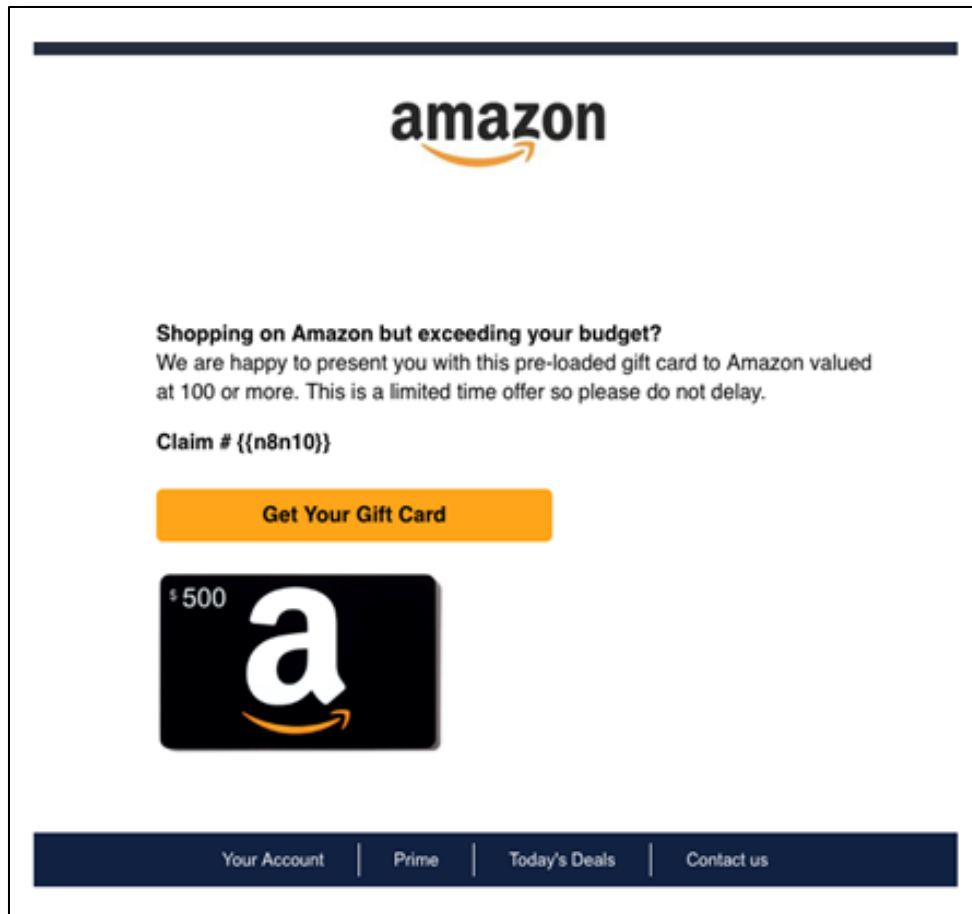 amazon
Shopping on Amazon but exceeding your budget?
We are happy to present you with this pre-loaded gift card to Amazon valued
at 100 or more. This is a limited time offer so please do not delay.
Claim # {{n8n10}}
Get Your Gift Card
$500
a
Your Account Prime Today's Deals Contact us